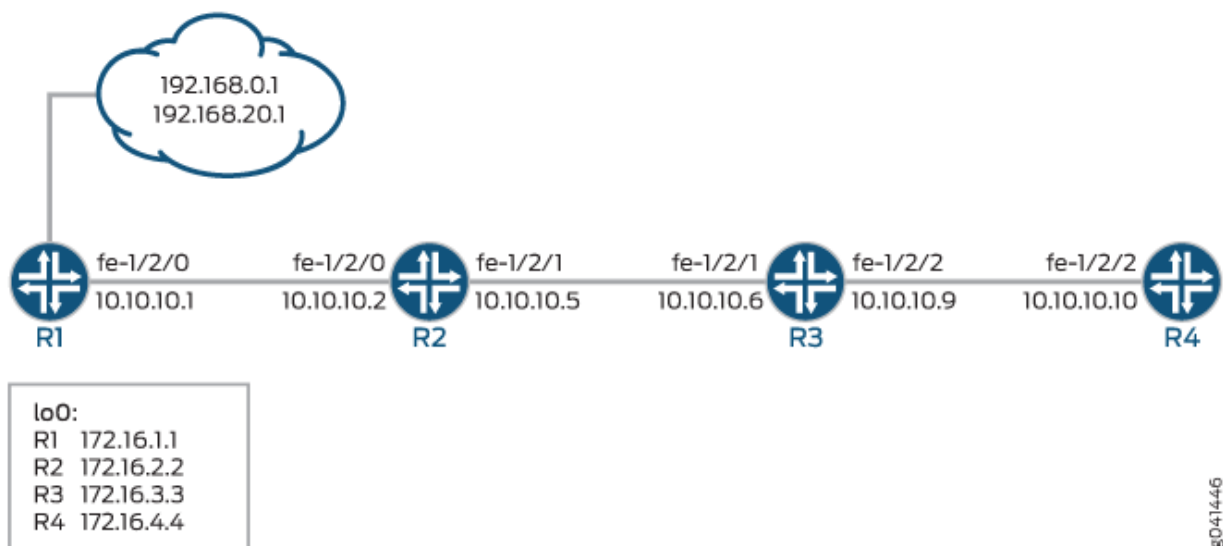 192.168.0.1
192.168.20.1
fe-1/2/0 fe-1/2/0 fe-1/2/1 fe-1/2/1 fe-1/2/2 fe-1/2/2
10.10.10.1 10.10.10.2 10.10.10.5 10.10.10.6 10.10.10.9 10.10.10.10
R1 R2 R3 R4
lo0:
R1 172.16.1.1
R2 172.16.2.2
R3 172.16.3.3
R4 172.16.4.4
g041446